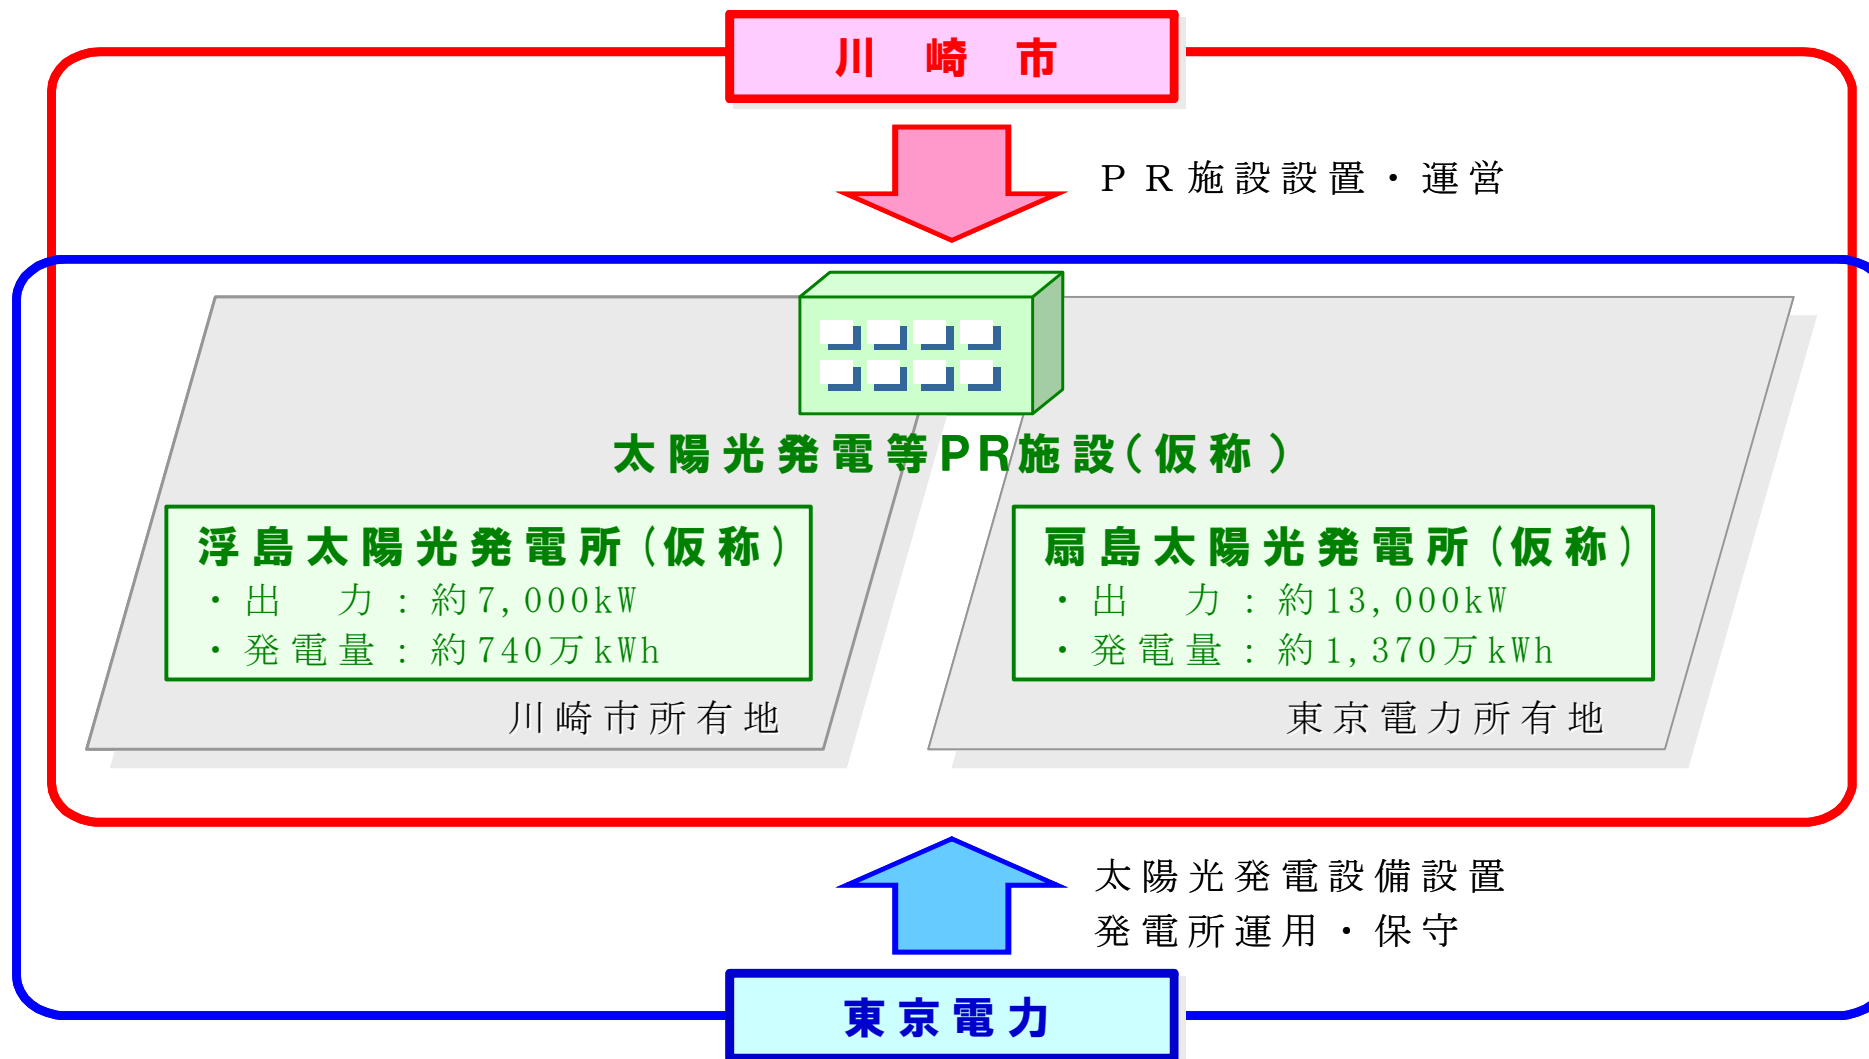 川 崎 市
PR施設設置・運営
太陽光発電等PR施設(仮称)
浮島太陽光発電所(仮称)
・出 力:約7,000kW
・発電量:約740万kWh
川崎市所有地
扇島太陽光発電所(仮称)
・出 力:約13,000kW
・発電量:約1,370万kWh
東京電力所有地
太陽光発電設備設置
発電所運用・保守
東京電力